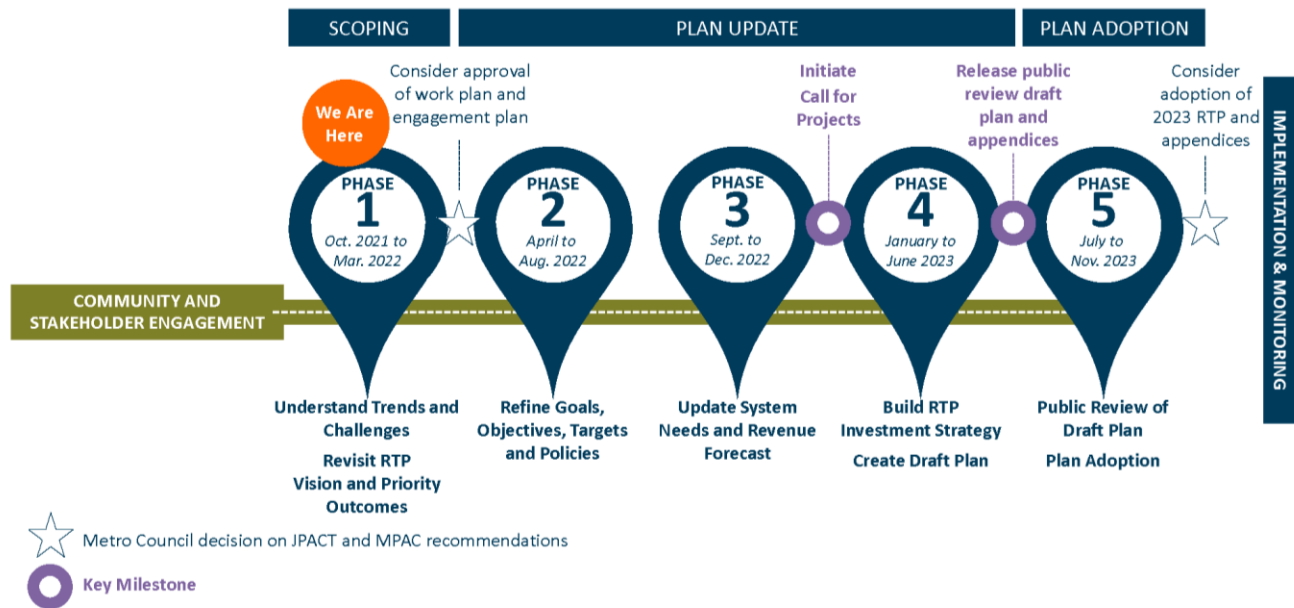 SCOPING
PLAN UPDATE
PLAN ADOPTION
We Are
Here
Consider approval
of work plan and
engagement plan
Initiate
Call for
Projects
Release public
review draft
plan and
appendices
Consider
adoption of
2023 RTP and
appendices
IMPLEMENTATION & MONITORING
PHASE
1
Oct. 2021 to
Mar. 2022
PHASE
2
April to
Aug. 2022
PHASE
3
Sept. to
Dec. 2022
PHASE
4
January to
June 2023
PHASE
5
July to
Nov. 2023
COMMUNITY AND
STAKEHOLDER ENGAGEMENT
Understand Trends and
Challenges
Revisit RTP
Vision and Priority
Outcomes
Refine Goals,
Objectives, Targets
and Policies
Update System
Needs and Revenue
Forecast
Build RTP
Investment Strategy
Create Draft Plan
Public Review of
Draft Plan
Plan Adoption
Metro Council decision on JPACT and MPAC recommendations
Key Milestone